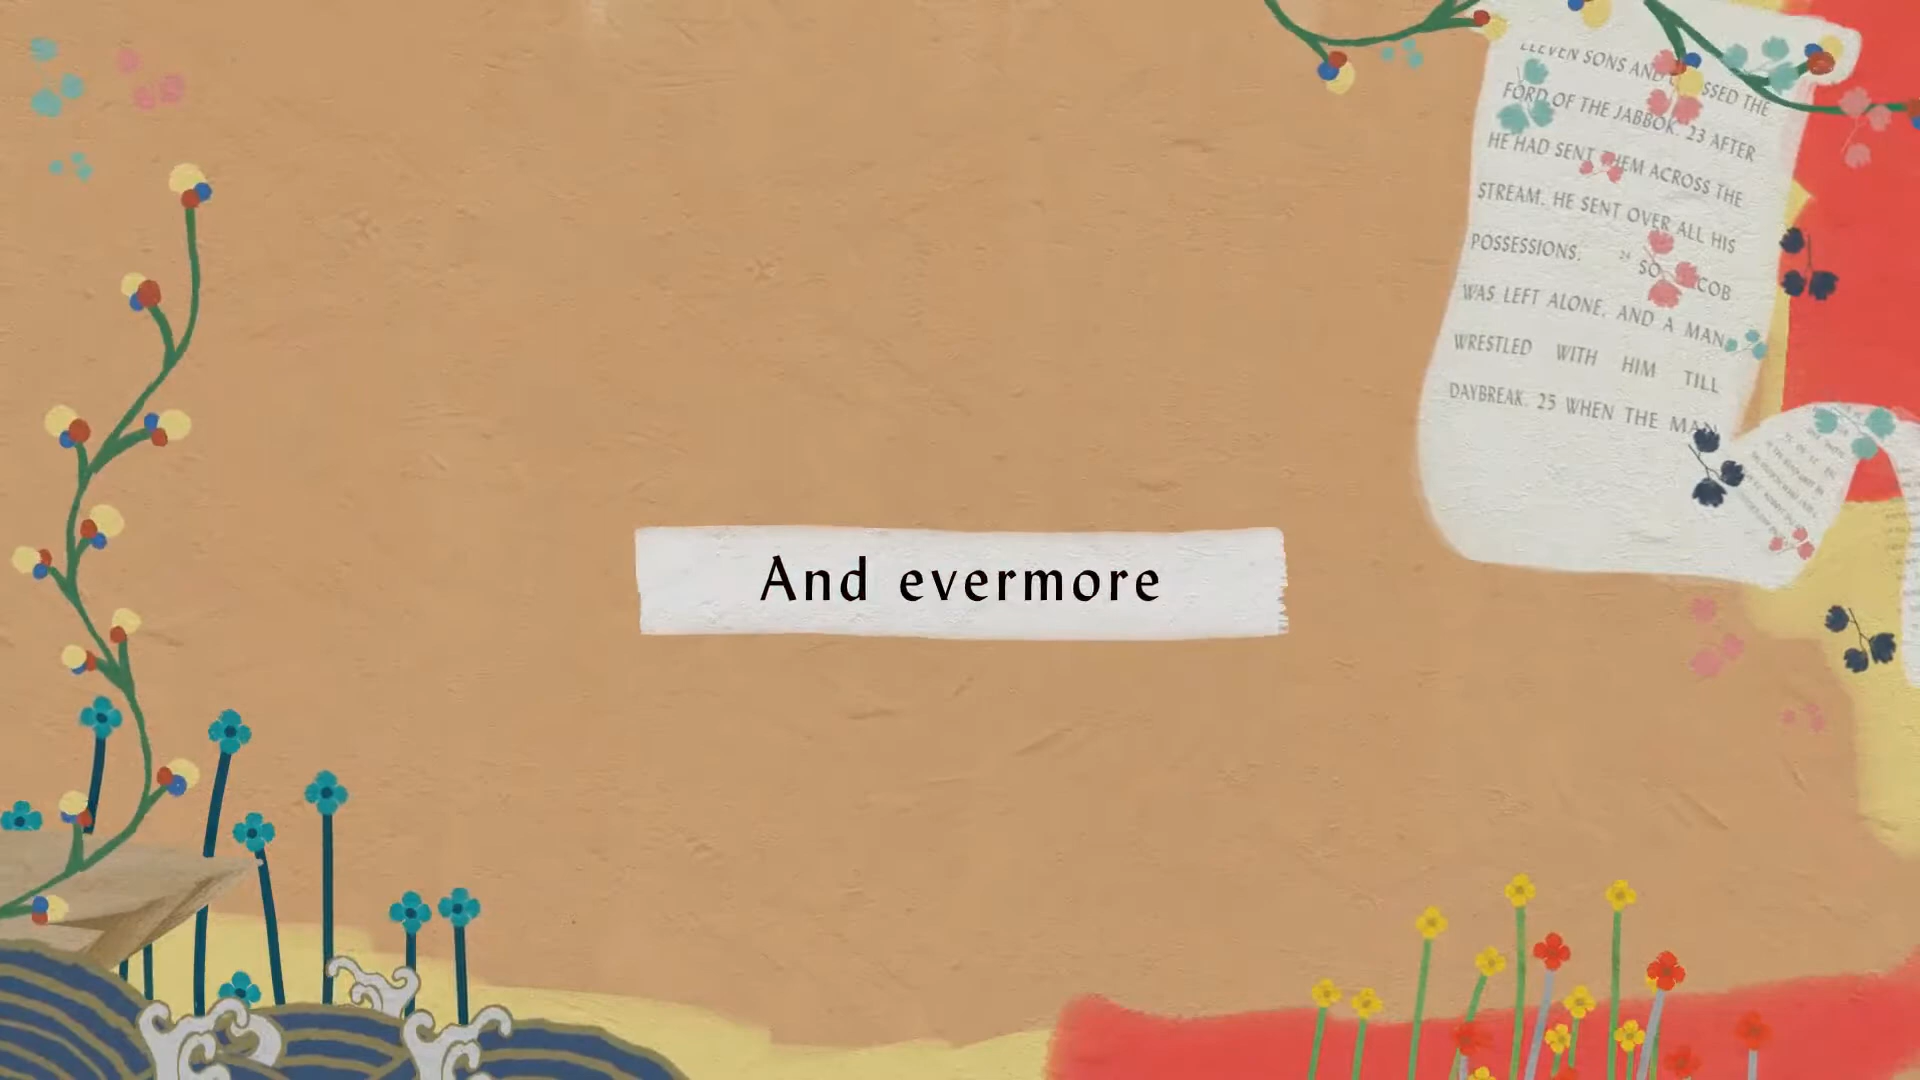 ELEVEN SONS AND SSED THE
FORD OF THE JABBOK. 23 AFTER
HE HAD SENT THEM ACROSS THE
STREAM, HE SENT OVER ALL HIS
POSSESSIONS. 24 SO COB
WAS LEFT ALONE, AND A MAN
WRESTLED WITH HIM TILL
DAYBREAK. 25 WHEN THE MAN
And evermore